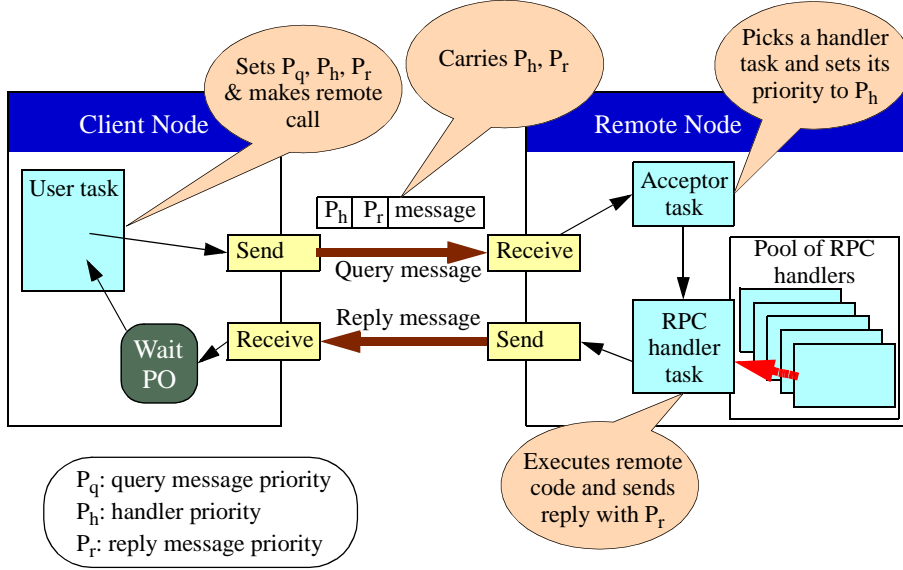 Sets Pq, Ph, Pr
& makes remote
call
Carries Ph, Pr
Picks a handler
task and sets its
priority to Ph
Client Node
Remote Node
User task
Ph Pr message
Acceptor
task
Send
Query message
Receive
Pool of RPC
handlers
Wait
PO
Receive
Reply message
Send
RPC
handler
task
Executes remote
code and sends
reply with Pr
Pq: query message priority
Ph: handler priority
Pr: reply message priority